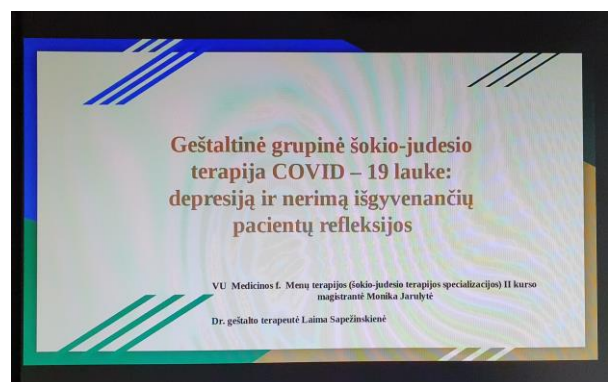 Geštaltinė grupinė šokio-judesio
terapija COVID – 19 lauke:
depresiją ir nerimą išgyvenančių
pacientų refleksijos
VU Medicinos f. Menų terapijos (šokio-judesio terapijos specializacijos) II kurso
magistrantė Monika Jarulytė
Dr. geštalto terapeutė Laima Sapežinskienė